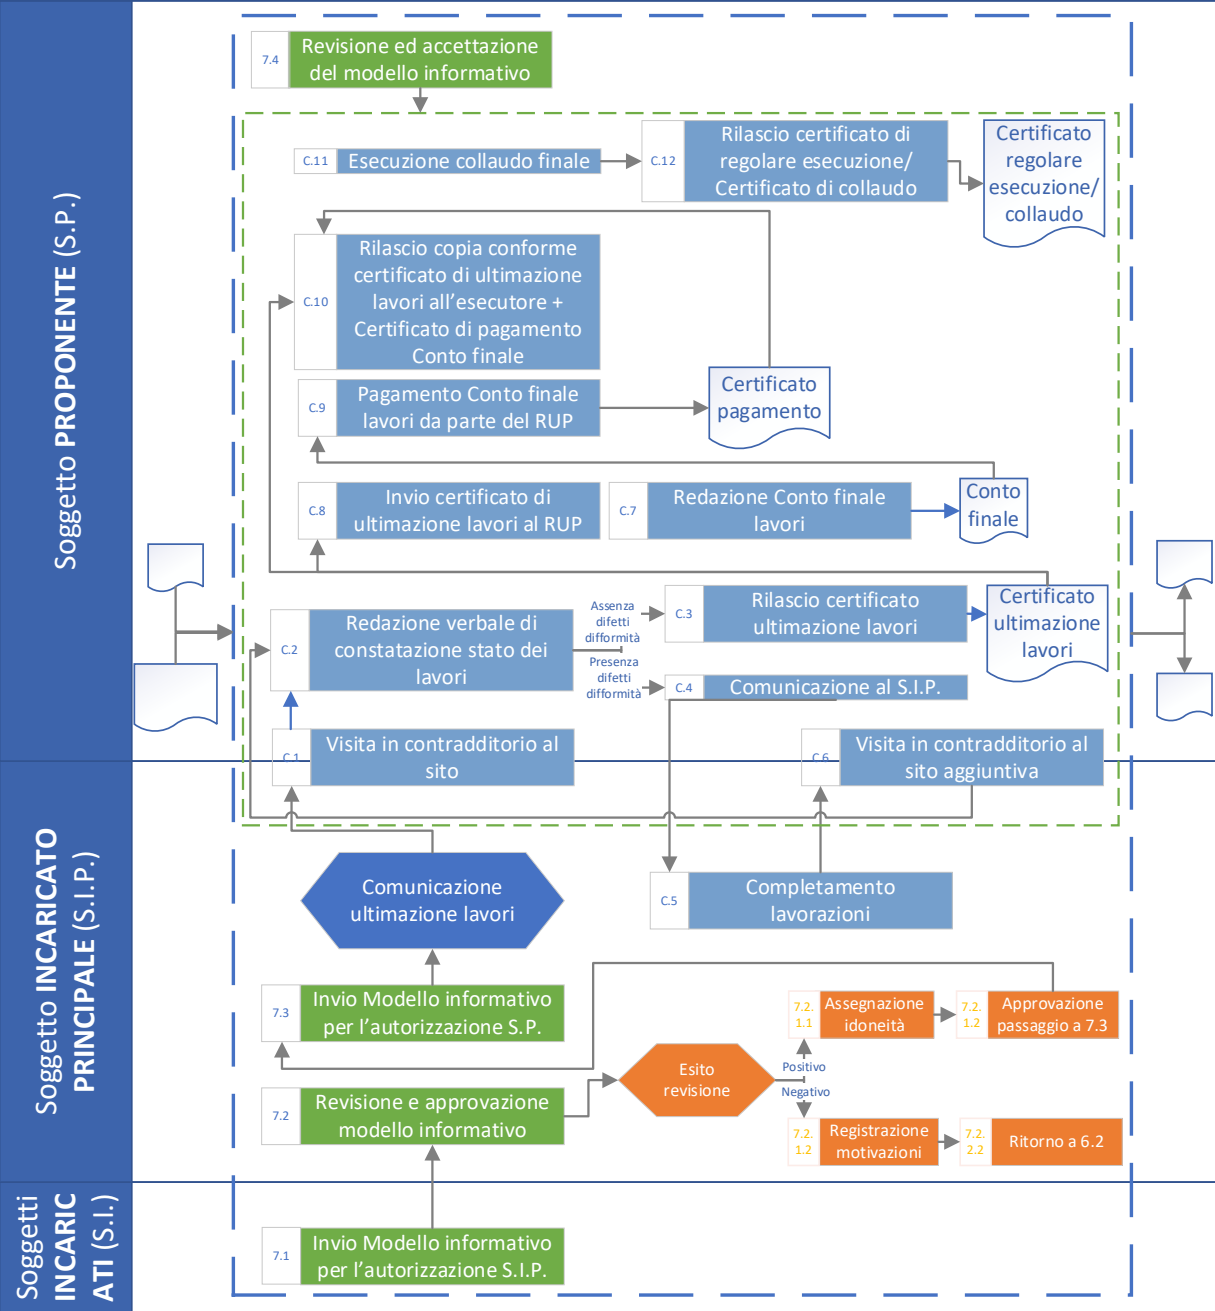 Soggetto PROPONENTE (S.P.)
7.4
Revisione ed accettazione
del modello informativo
C.11
Esecuzione collaudo finale
C.12
Rilascio certificato di
regolare esecuzione/
Certificato di collaudo
Certificato
regolare
esecuzione/
collaudo
C.10
Rilascio copia conforme
certificato di ultimazione
lavori all’esecutore +
Certificato di pagamento
Conto finale
C.9
Pagamento Conto finale
lavori da parte del RUP
Certificato
pagamento
C.8
Invio certificato di
ultimazione lavori al RUP
C.7
Redazione Conto finale
lavori
Conto
finale
C.2
Redazione verbale di
constatazione stato dei
lavori
Assenza
difetti
difformità
Presenza
difetti
difformità
C.3
Rilascio certificato
ultimazione lavori
Certificato
ultimazione
lavori
C.4
Comunicazione al S.I.P.
C.1
Visita in contradditorio al
sito
C.6
Visita in contradditorio al
sito aggiuntiva
Soggetto INCARICATO
PRINCIPALE (S.I.P.)
Comunicazione
ultimazione lavori
C.5
Completamento
lavorazioni
7.3
Invio Modello informativo
per l’autorizzazione S.P.
7.2.
1.1
Assegnazione
idoneità
7.2.
1.2
Approvazione
passaggio a 7.3
7.2
Revisione e approvazione
modello informativo
Esito
revisione
Positivo
Negativo
7.2.
1.2
Registrazione
motivazioni
7.2.
2.2
Ritorno a 6.2
Soggetti
INCARIC
ATI (S.I.)
7.1
Invio Modello informativo
per l’autorizzazione S.I.P.